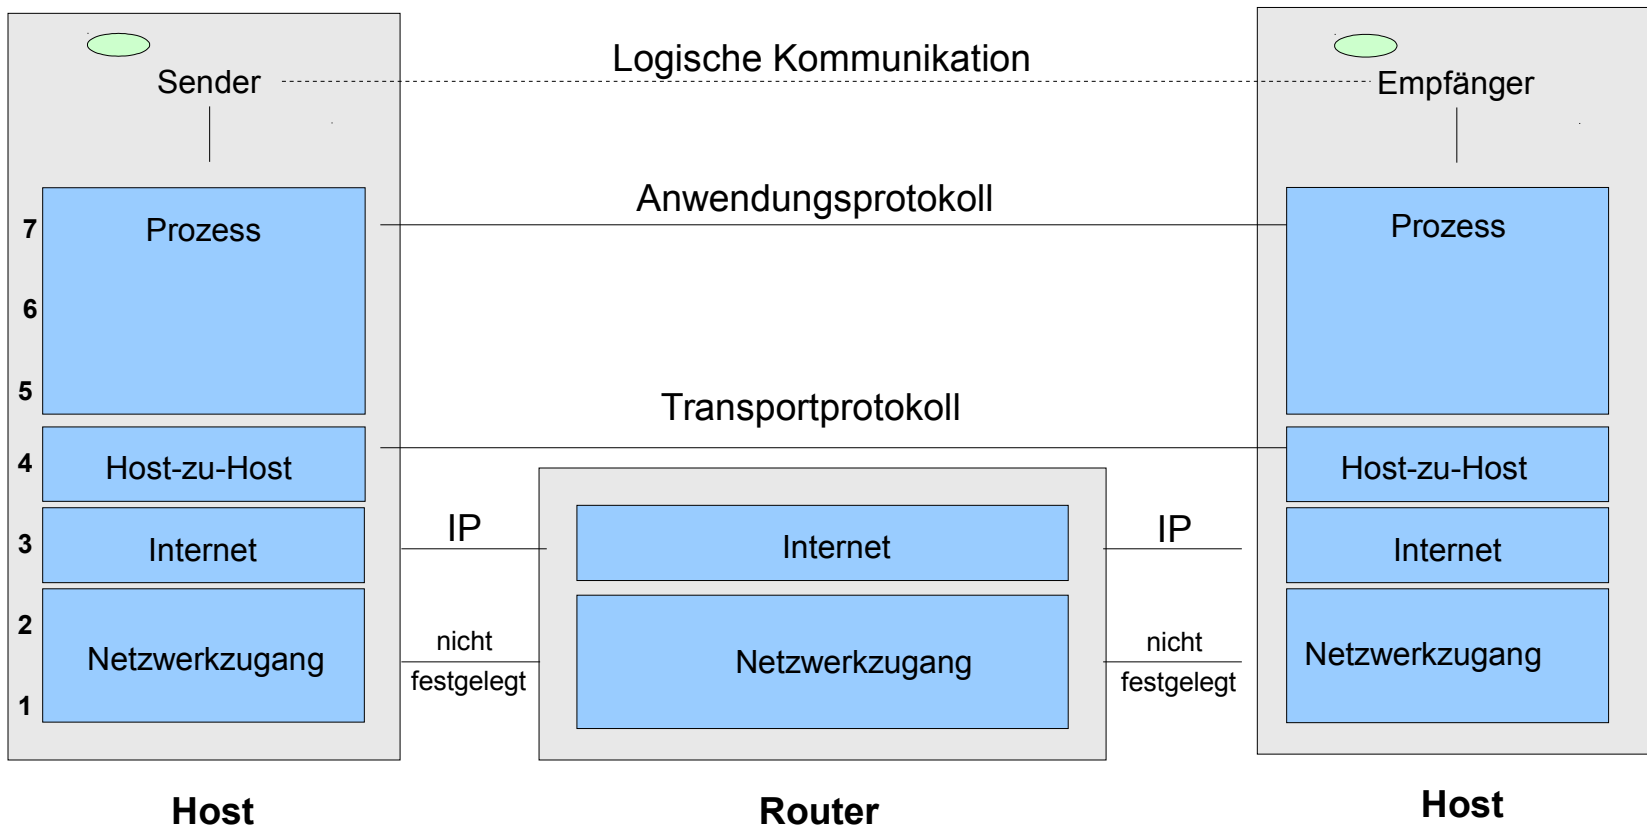 Logische Kommunikation
Sender
Empfänger
Anwendungsprotokoll
7
Prozess
Prozess
6
5
Transportprotokoll
4
Host-zu-Host
Host-zu-Host
IP
IP
3
Internet
Internet
Internet
2
nicht
nicht
Netzwerkzugang
Netzwerkzugang
Netzwerkzugang
festgelegt
festgelegt
1
Host
Router
Host